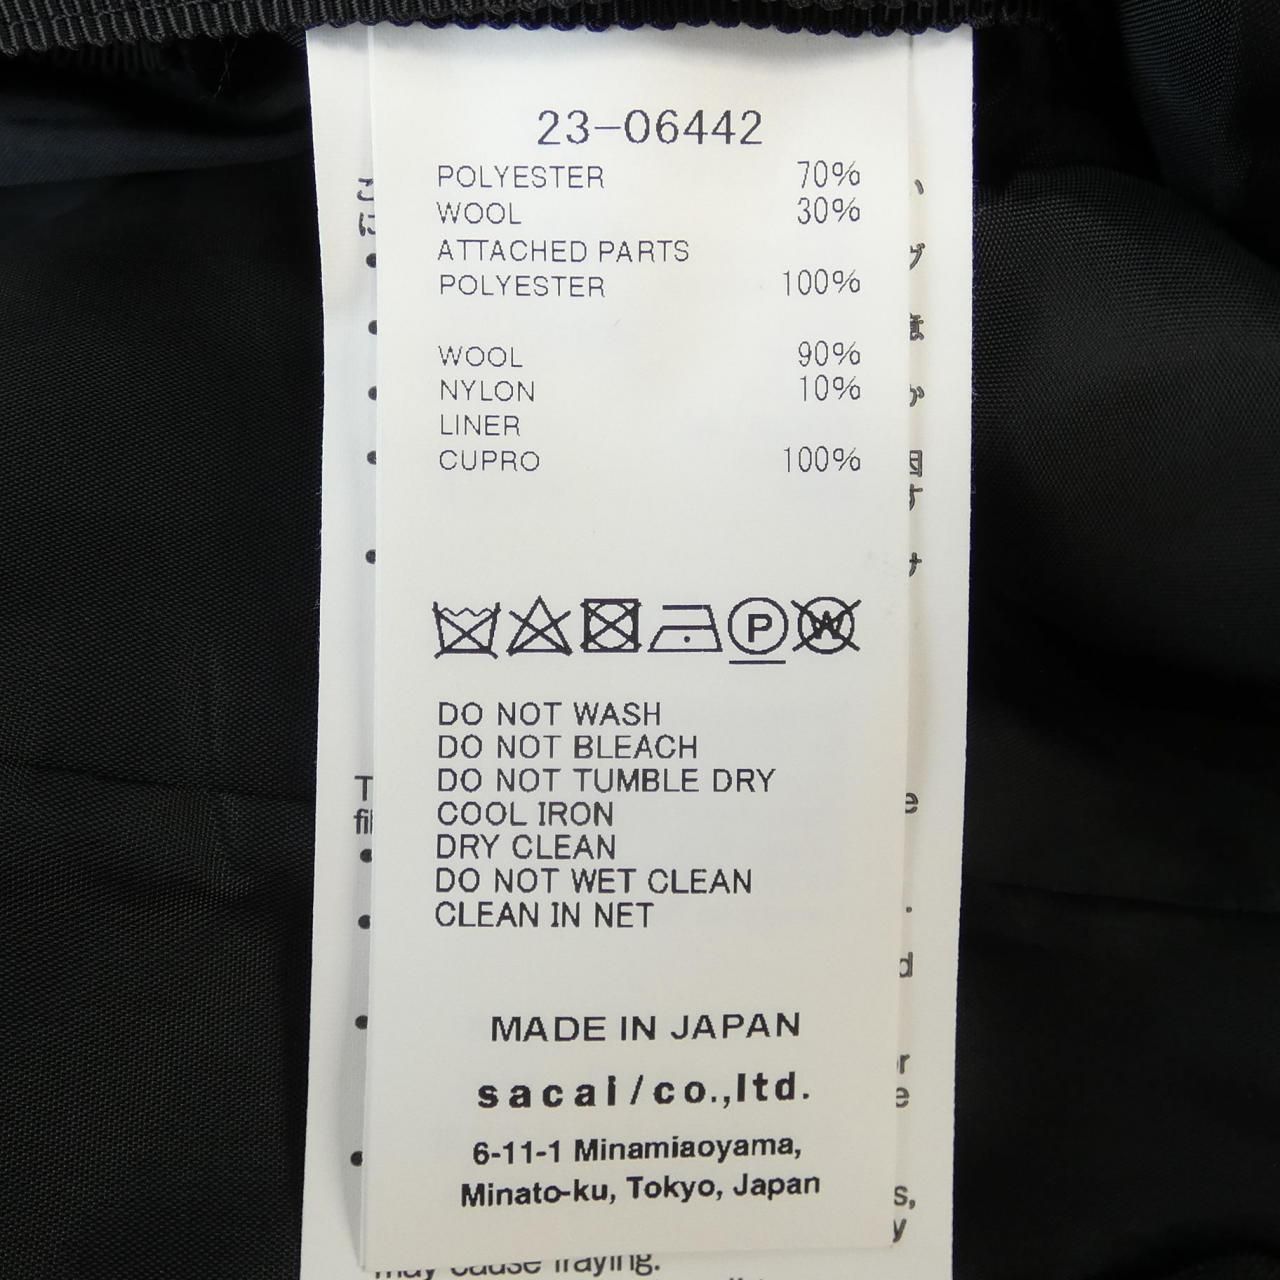 23-06442
POLYESTER 70%
WOOL 30%
ATTACHED PARTS
POLYESTER 100%
WOOL 90%
NYLON 10%
LINER
CUPRO 100%
P
W
DO NOT WASH
DO NOT BLEACH
DO NOT TUMBLE DRY
COOL IRON
DRY CLEAN
DO NOT WET CLEAN
CLEAN IN NET
MADE IN JAPAN
sacai/co.,ltd.
6-11-1 Minamiaoyama,
Minato-ku, Tokyo, Japan
may cause fraying.